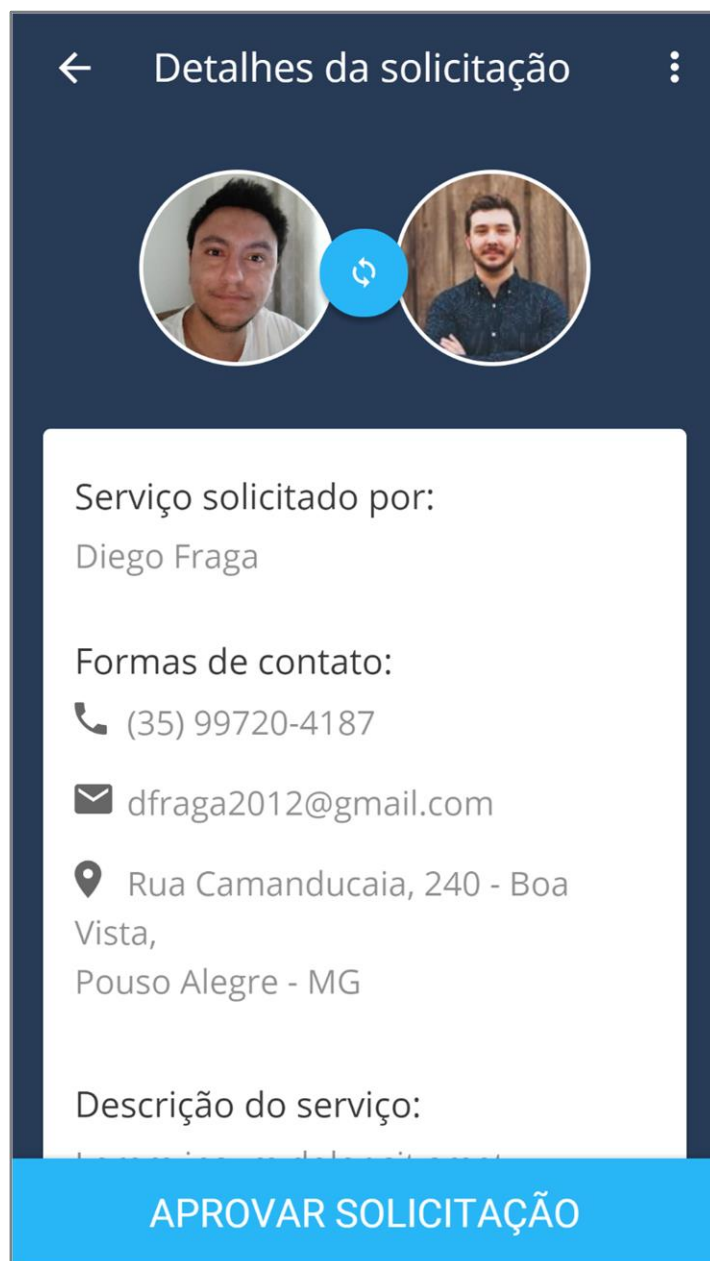 Detalhes da solicitação
Serviço solicitado por:
Diego Fraga
Formas de contato:
(35) 99720-4187
dfraga2012@gmail.com
Rua Camanducaia, 240 - Boa
Vista,
Pouso Alegre - MG
Descrição do serviço:
APROVAR SOLICITAÇÃO